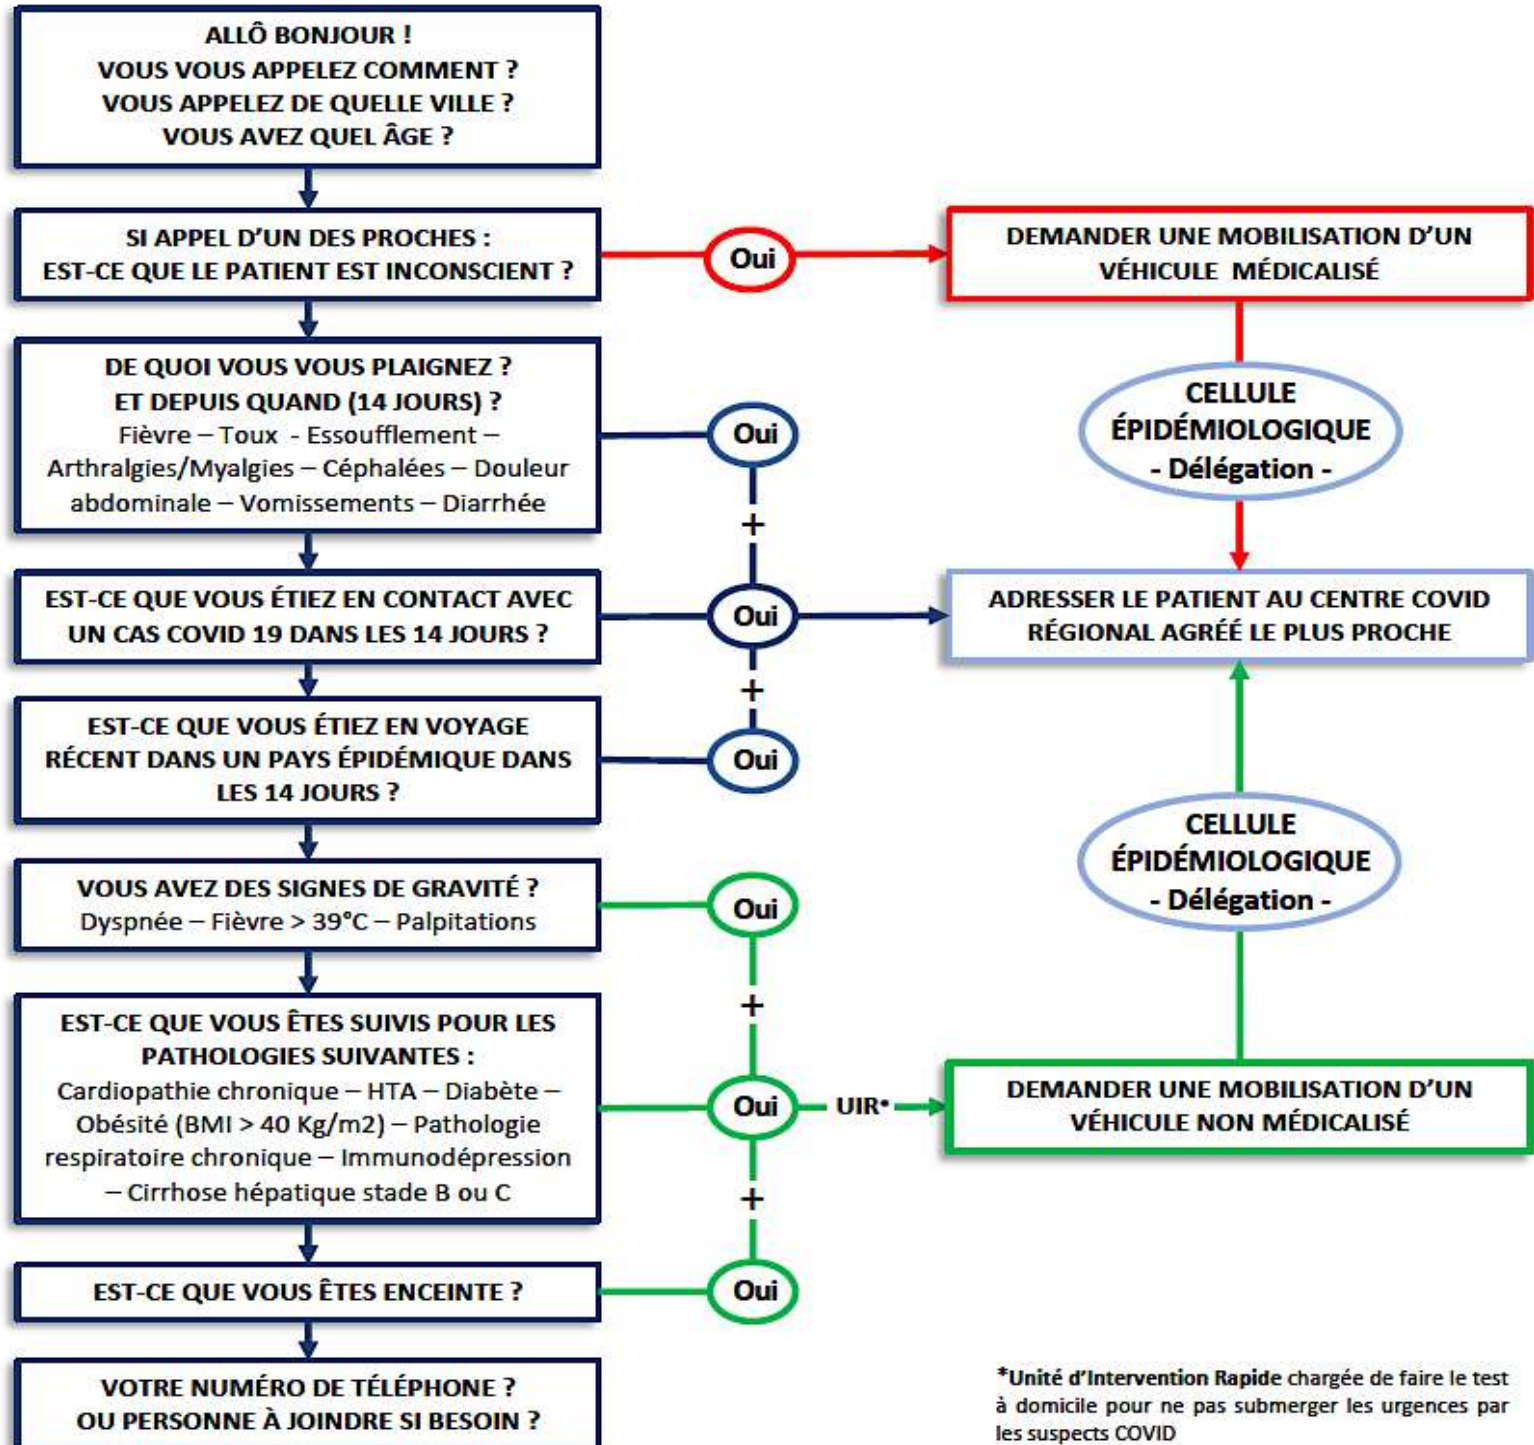 ALLÔ BONJOUR !
VOUS VOUS APPELEZ COMMENT ?
VOUS APPELEZ DE QUELLE VILLE ?
VOUS AVEZ QUEL ÂGE ?
SI APPEL D'UN DES PROCHES :
EST-CE QUE LE PATIENT EST INCONSCIENT ?
Oui
DEMANDER UNE MOBILISATION D'UN
VÉHICULE MÉDICALISÉ
DE QUOI VOUS VOUS PLAIGNEZ ?
ET DEPUIS QUAND (14 JOURS) ?
Fièvre – Toux - Essoufflement –
Arthralgies/Myalgies – Céphalées – Douleur
abdominale – Vomissements – Diarrhée
Oui
+
CELLULE
ÉPIDÉMIOLOGIQUE
- Délégation -
EST-CE QUE VOUS ÉTIEZ EN CONTACT AVEC
UN CAS COVID 19 DANS LES 14 JOURS ?
Oui
+
ADRESSER LE PATIENT AU CENTRE COVID
RÉGIONAL AGRÉÉ LE PLUS PROCHE
EST-CE QUE VOUS ÉTIEZ EN VOYAGE
RÉCENT DANS UN PAYS ÉPIDÉMIQUE DANS
LES 14 JOURS ?
Oui
CELLULE
ÉPIDÉMIOLOGIQUE
- Délégation -
VOUS AVEZ DES SIGNES DE GRAVITÉ ?
Dyspnée – Fièvre > 39°C – Palpitations
Oui
+
EST-CE QUE VOUS ÊTES SUIVIS POUR LES
PATHOLOGIES SUIVANTES :
Cardiopathie chronique – HTA – Diabète –
Obésité (BMI > 40 Kg/m2) – Pathologie
respiratoire chronique – Immunodépression
– Cirrhose hépatique stade B ou C
Oui
UIR*
+
DEMANDER UNE MOBILISATION D'UN
VÉHICULE NON MÉDICALISÉ
EST-CE QUE VOUS ÊTES ENCEINTE ?
Oui
VOTRE NUMÉRO DE TÉLÉPHONE ?
OU PERSONNE À JOINDRE SI BESOIN ?
*Unité d'Intervention Rapide chargée de faire le test
à domicile pour ne pas submerger les urgences par
les suspects COVID